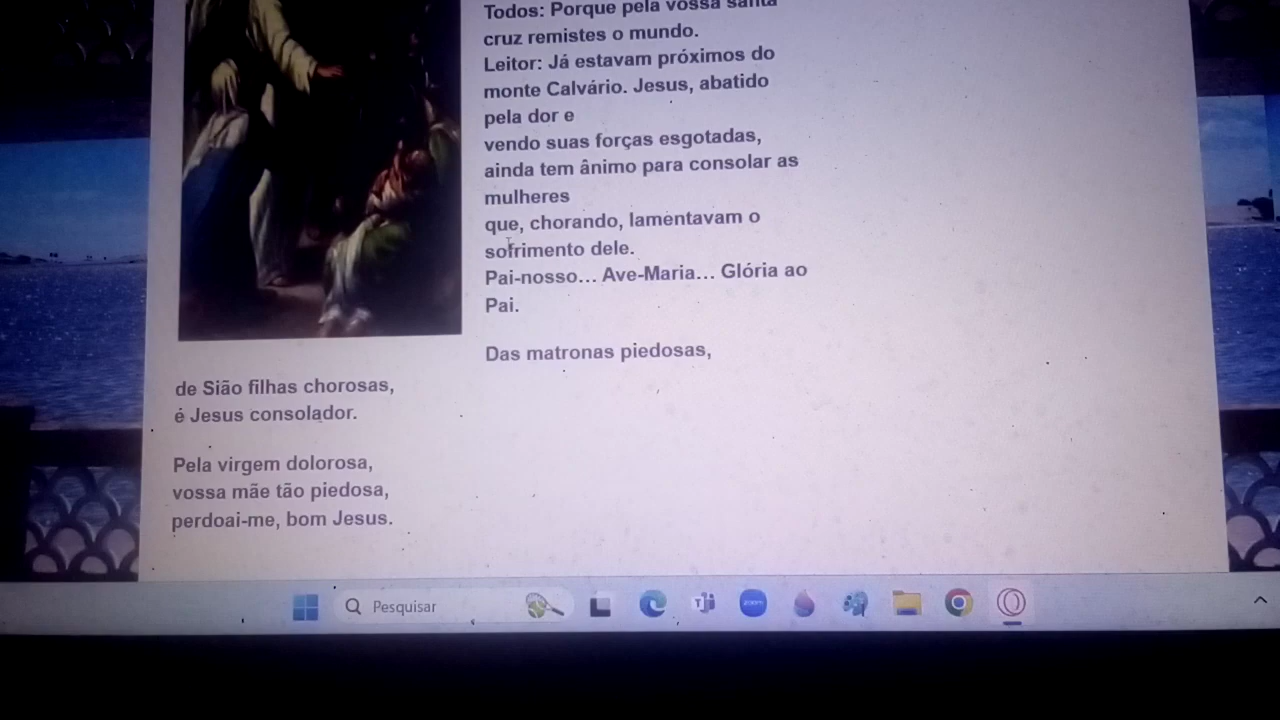 Todos: Porque pela vossa santa
cruz remistes o mundo.
Leitor: Já estavam próximos do
monte Calvário. Jesus, abatido
pela dor e
vendo suas forças esgotadas,
ainda tem ânimo para consolar as
mulheres
que, chorando, lamentavam o
sofrimento dele.
Pai-nosso... Ave-Maria... Glória ao
Pai.
Das matronas piedosas,
de Sião filhas chorosas,
é Jesus consolador.
Pela virgem dolorosa,
vossa mãe tão piedosa,
perdoai-me, bom Jesus.
Pesquisar
zoom